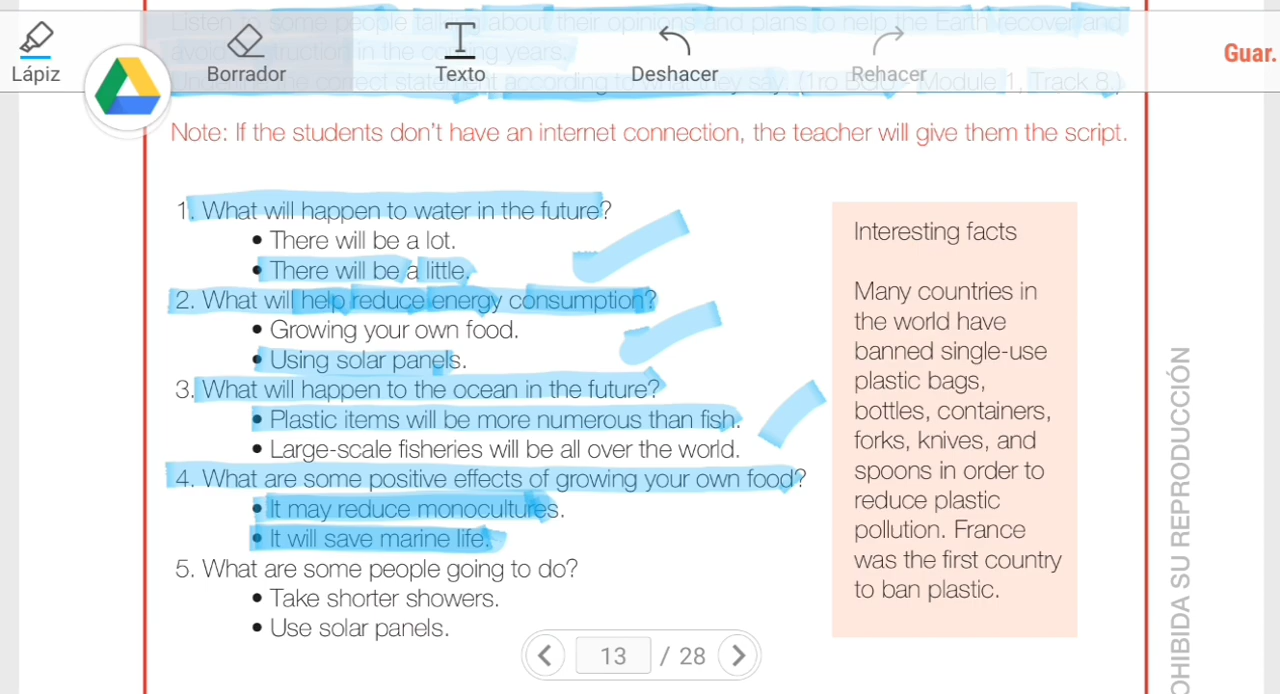 Listen to some people talking about their opinions and plans to help the Earth recover and
avoid destruction in the coming years.
Underline the correct statement according to what they say. (1ro BGU - Module 1, Track 8.)
Lápiz
Borrador
Texto
Deshacer
Rehacer
Guar.
Note: If the students don't have an internet connection, the teacher will give them the script.
1. What will happen to water in the future?
• There will be a lot.
• There will be a little.
2. What will help reduce energy consumption?
• Growing your own food.
• Using solar panels.
3. What will happen to the ocean in the future?
• Plastic items will be more numerous than fish.
• Large-scale fisheries will be all over the world.
4. What are some positive effects of growing your own food?
• It may reduce monocultures.
• It will save marine life.
5. What are some people going to do?
• Take shorter showers.
• Use solar panels.
Interesting facts
Many countries in
the world have
banned single-use
plastic bags,
bottles, containers,
forks, knives, and
spoons in order to
reduce plastic
pollution. France
was the first country
to ban plastic.
OHIBIDA SU REPRODUCCIÓN
13 / 28